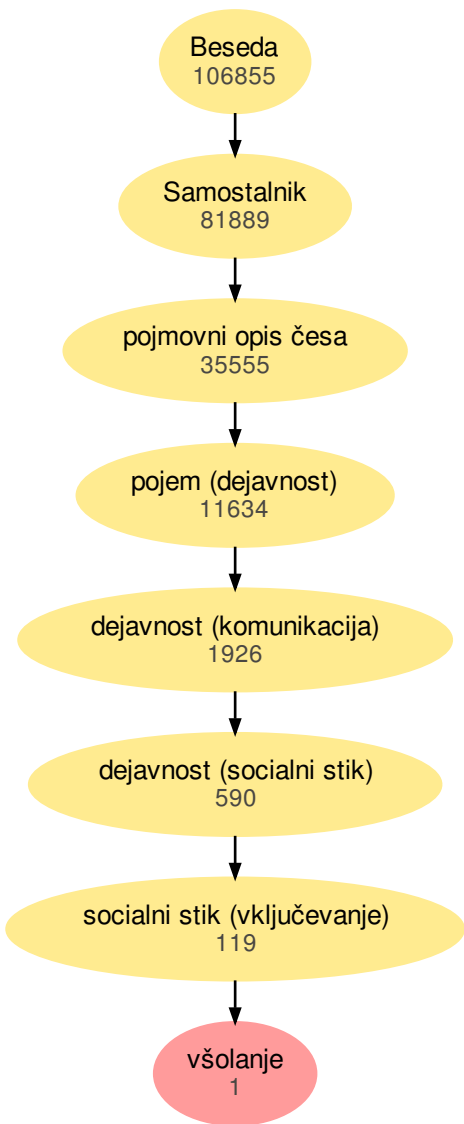 Beseda
106855
Samostalnik
81889
pojmovni opis česa
35555
pojem (dejavnost)
11634
dejavnost (komunikacija)
1926
dejavnost (socialni stik)
590
socialni stik (vključevanje)
119
všolanje
1